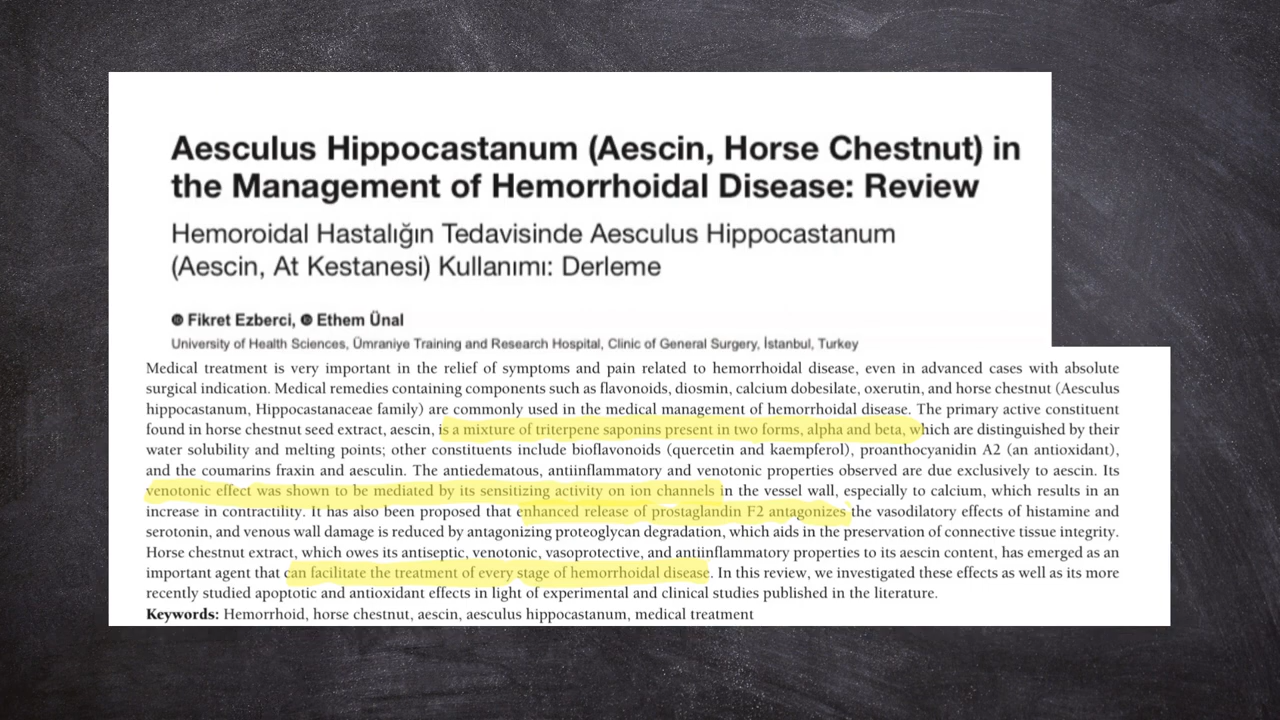 Aesculus Hippocastanum (Aescin, Horse Chestnut) in
the Management of Hemorrhoidal Disease: Review
Hemoroidal Hastalığın Tedavisinde Aesculus Hippocastanum
(Aescin, At Kestanesi) Kullanımı: Derleme
Fikret Ezberci, Ethem Ünal
University of Health Sciences, Ümraniye Training and Research Hospital, Clinic of General Surgery, İstanbul, Turkey
Medical treatment is very important in the relief of symptoms and pain related to hemorrhoidal disease, even in advanced cases with absolute
surgical indication. Medical remedies containing components such as flavonoids, diosmin, calcium dobesilate, oxerutin, and horse chestnut (Aesculus
hippocastanum, Hippocastanaceae family) are commonly used in the medical management of hemorrhoidal disease. The primary active constituent
found in horse chestnut seed extract, aescin, is a mixture of triterpene saponins present in two forms, alpha and beta, which are distinguished by their
water solubility and melting points; other constituents include bioflavonoids (quercetin and kaempferol), proanthocyanidin A2 (an antioxidant),
and the coumarins fraxin and aesculin. The antiedematous, antiinflammatory and venotonic properties observed are due exclusively to aescin. Its
venotonic effect was shown to be mediated by its sensitizing activity on ion channels in the vessel wall, especially to calcium, which results in an
increase in contractility. It has also been proposed that enhanced release of prostaglandin F2 antagonizes the vasodilatory effects of histamine and
serotonin, and venous wall damage is reduced by antagonizing proteoglycan degradation, which aids in the preservation of connective tissue integrity.
Horse chestnut extract, which owes its antiseptic, venotonic, vasoprotective, and antiinflammatory properties to its aescin content, has emerged as an
important agent that can facilitate the treatment of every stage of hemorrhoidal disease. In this review, we investigated these effects as well as its more
recently studied apoptotic and antioxidant effects in light of experimental and clinical studies published in the literature.
Keywords: Hemorrhoid, horse chestnut, aescin, aesculus hippocastanum, medical treatment